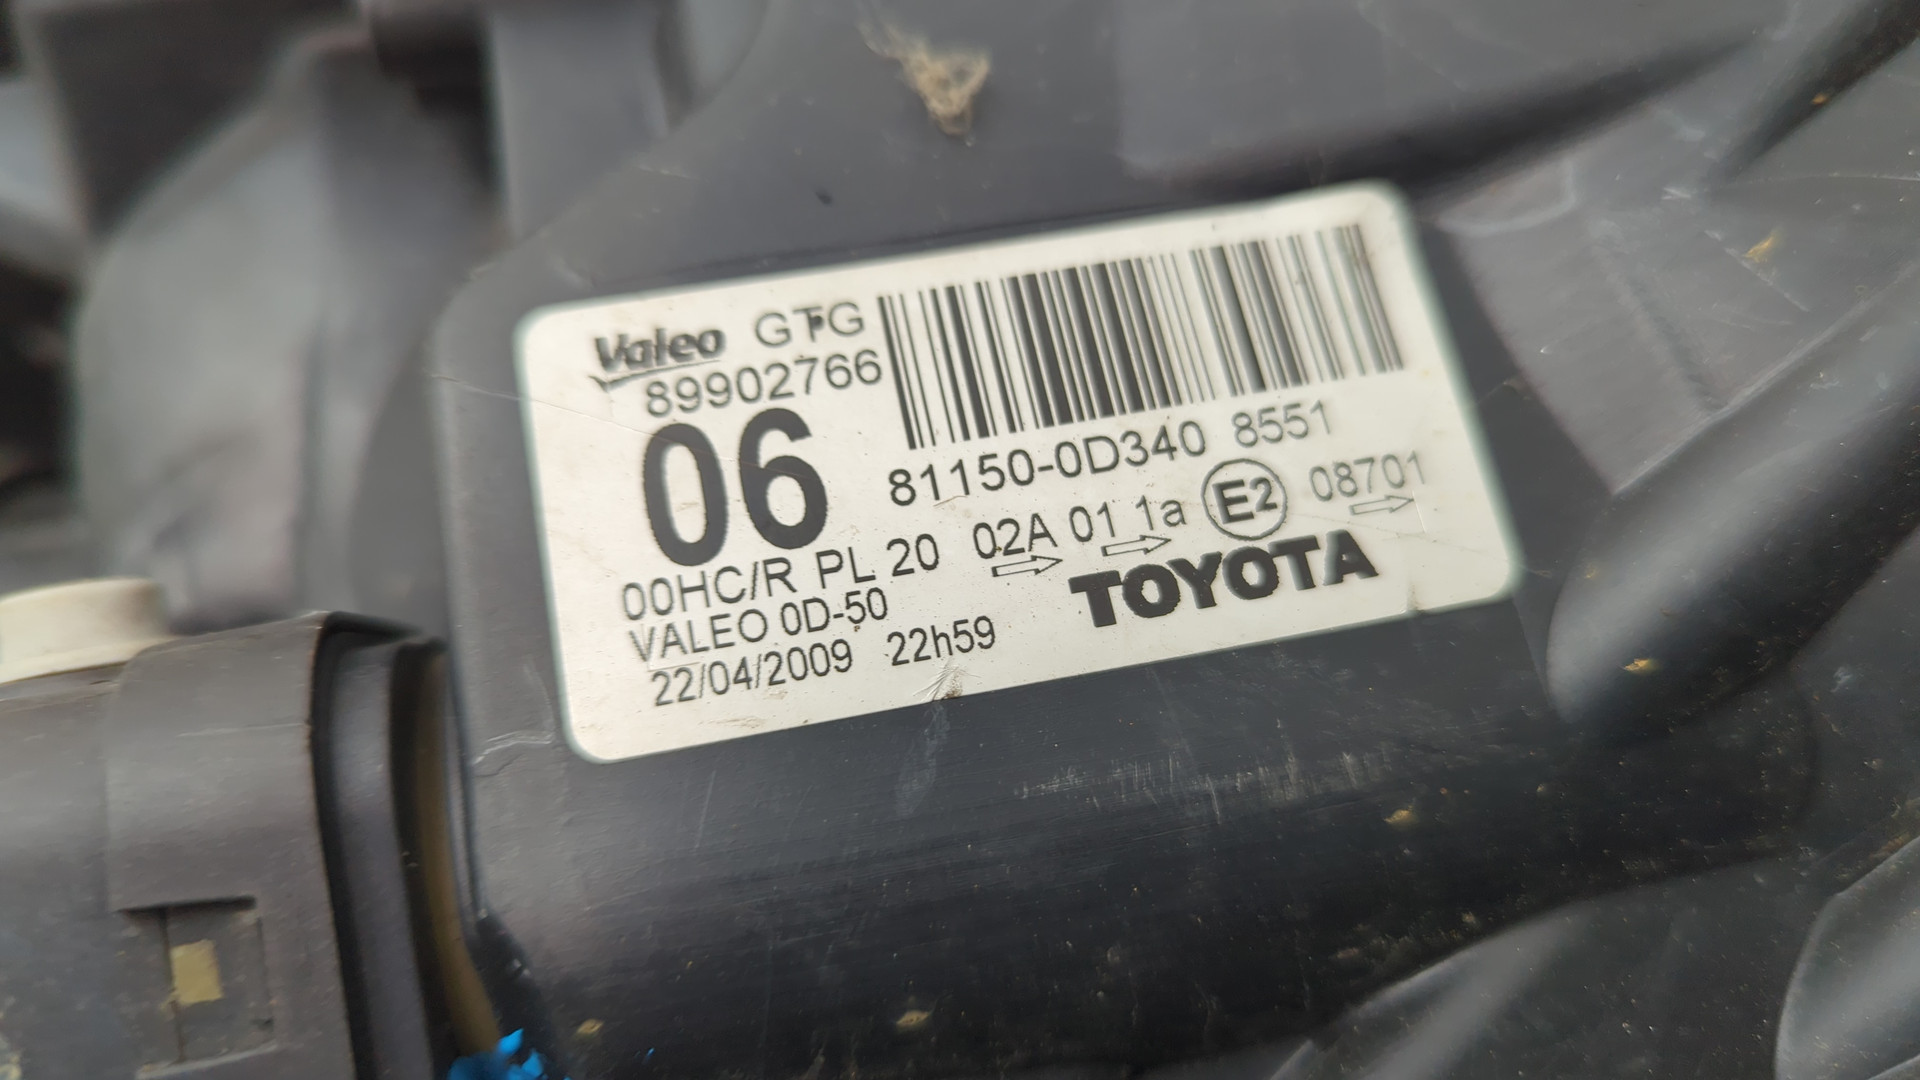 Valeo GTG
89902766
06
81150-0D340 8551
00HC/R PL 20 02A 01 1a E2 08701
VALEO 0D-50 TOYOTA
22/04/2009 22h59